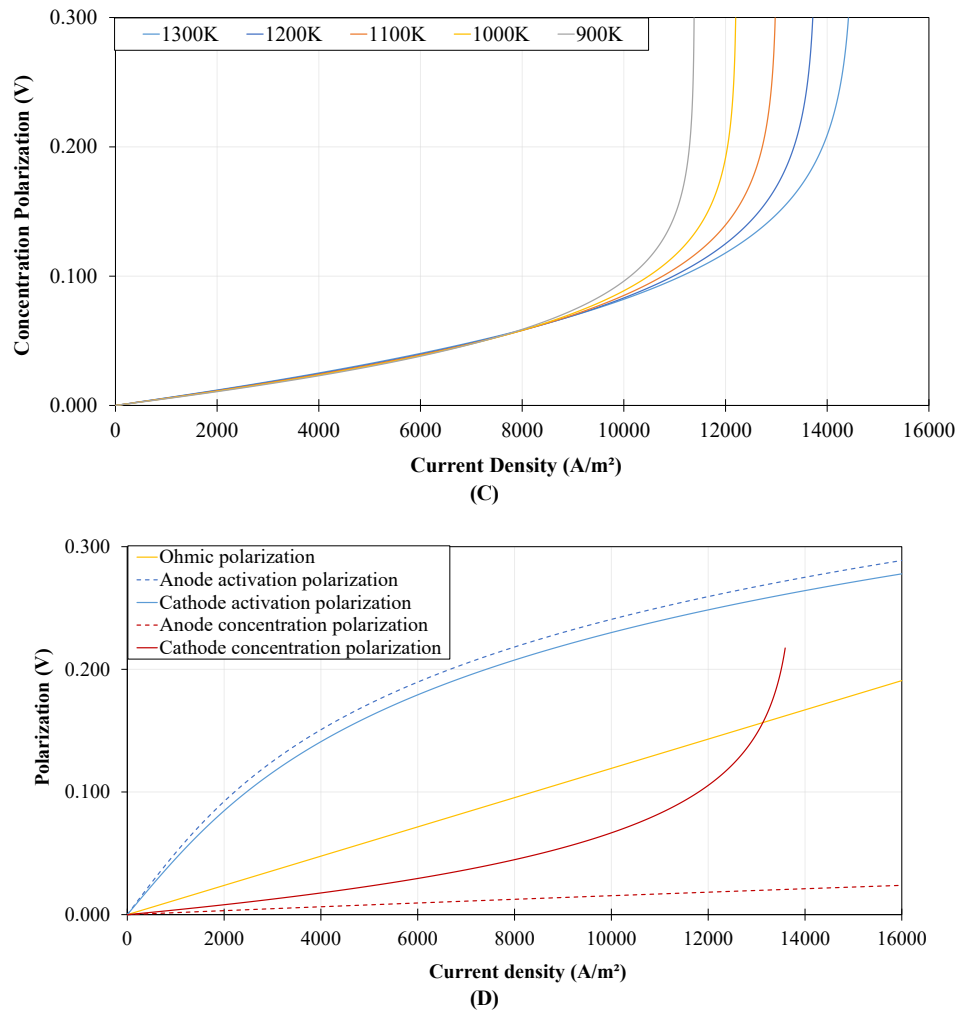 0.300
1300K 1200K 1100K 1000K 900K
0.200
0.100
0.000
Concentration Polarization (V)
0 2000 4000 6000 8000 10000 12000 14000 16000
Current Density (A/m²)
(C)
0.300
Ohmic polarization
Anode activation polarization
Cathode activation polarization
Anode concentration polarization
Cathode concentration polarization
0.200
0.100
0.000
Polarization (V)
0 2000 4000 6000 8000 10000 12000 14000 16000
Current density (A/m²)
(D)